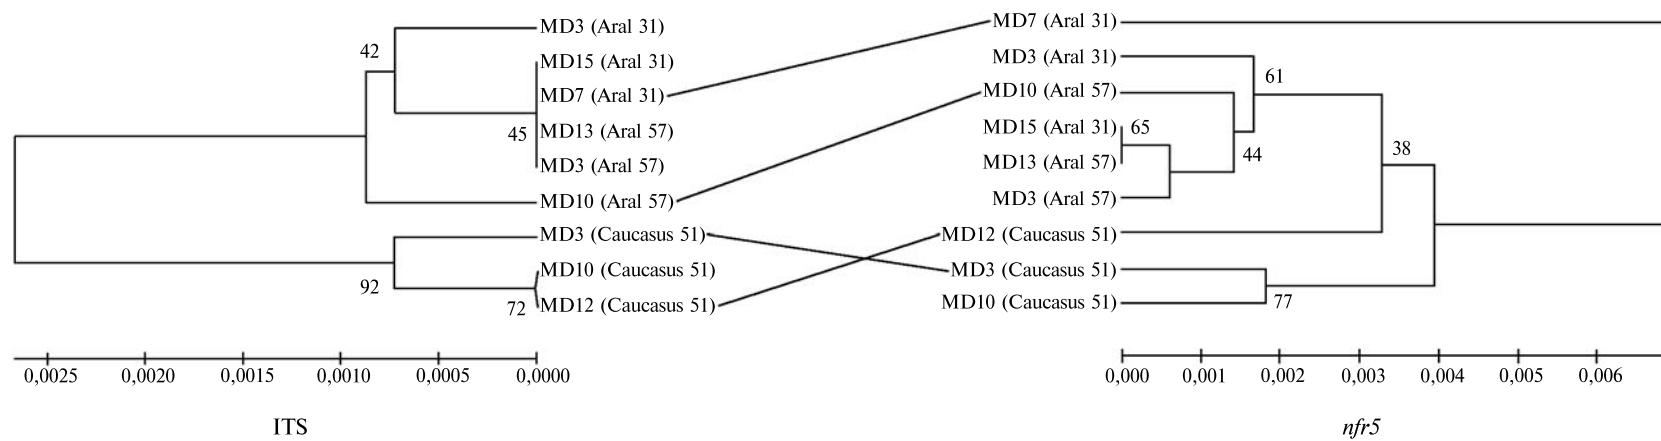 MD3 (Aral 31)
MD15 (Aral 31)
MD7 (Aral 31)
MD13 (Aral 57)
MD3 (Aral 57)
MD10 (Aral 57)
MD3 (Caucasus 51)
MD10 (Caucasus 51)
MD12 (Caucasus 51)
42
45
92
72
0,0025 0,0020 0,0015 0,0010 0,0005 0,0000
ITS
MD7 (Aral 31)
MD3 (Aral 31)
MD10 (Aral 57)
MD15 (Aral 31)
MD13 (Aral 57)
MD3 (Aral 57)
MD12 (Caucasus 51)
MD3 (Caucasus 51)
MD10 (Caucasus 51)
61
65
44
38
77
0,000 0,001 0,002 0,003 0,004 0,005 0,006
nfr5